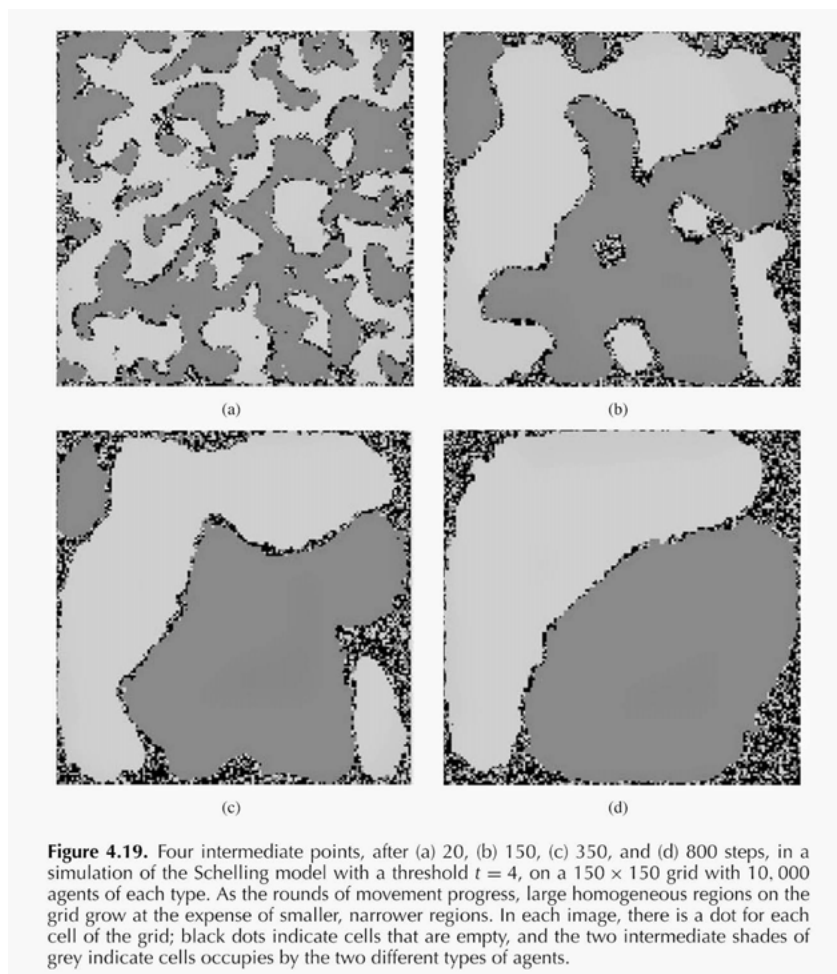 (a)
(b)
(c)
(d)
Figure 4.19. Four intermediate points, after (a) 20, (b) 150, (c) 350, and (d) 800 steps, in a
simulation of the Schelling model with a threshold t = 4, on a 150 × 150 grid with 10, 000
agents of each type. As the rounds of movement progress, large homogeneous regions on the
grid grow at the expense of smaller, narrower regions. In each image, there is a dot for each
cell of the grid; black dots indicate cells that are empty, and the two intermediate shades of
grey indicate cells occupies by the two different types of agents.